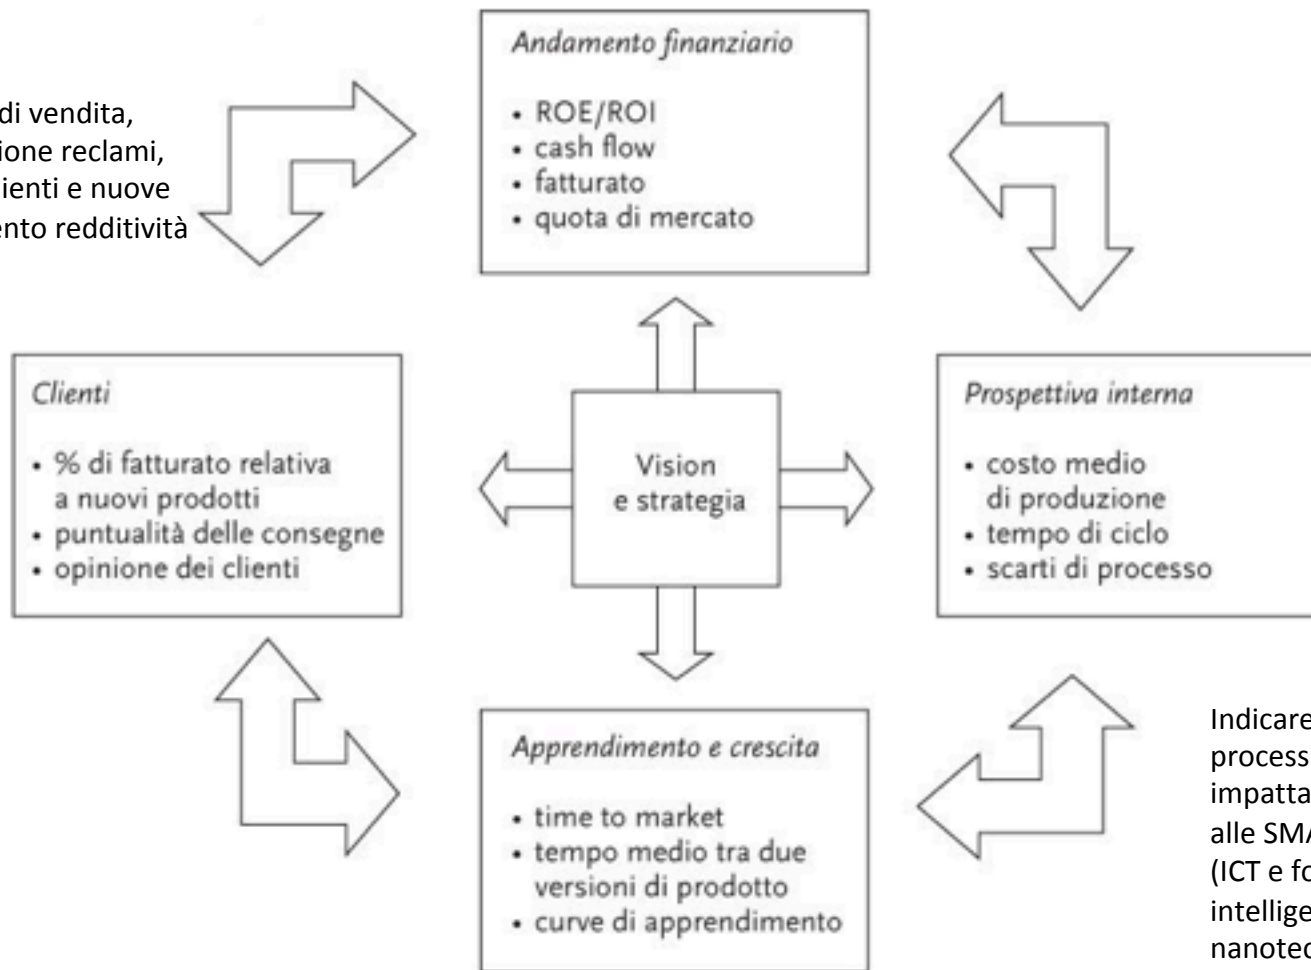 Andamento finanziario
• ROE/ROI
• cash flow
• fatturato
• quota di mercato
di vendita,
ione reclami,
ienti e nuove
nto redditività
Clienti
• % di fatturato relativa
a nuovi prodotti
• puntualità delle consegne
• opinione dei clienti
Vision
e strategia
Prospettiva interna
• costo medio
di produzione
• tempo di ciclo
• scarti di processo
Apprendimento e crescita
• time to market
• tempo medio tra due
versioni di prodotto
• curve di apprendimento
Indicare
process
impatta
alle SMA
(ICT e fo
intellige
nanotec